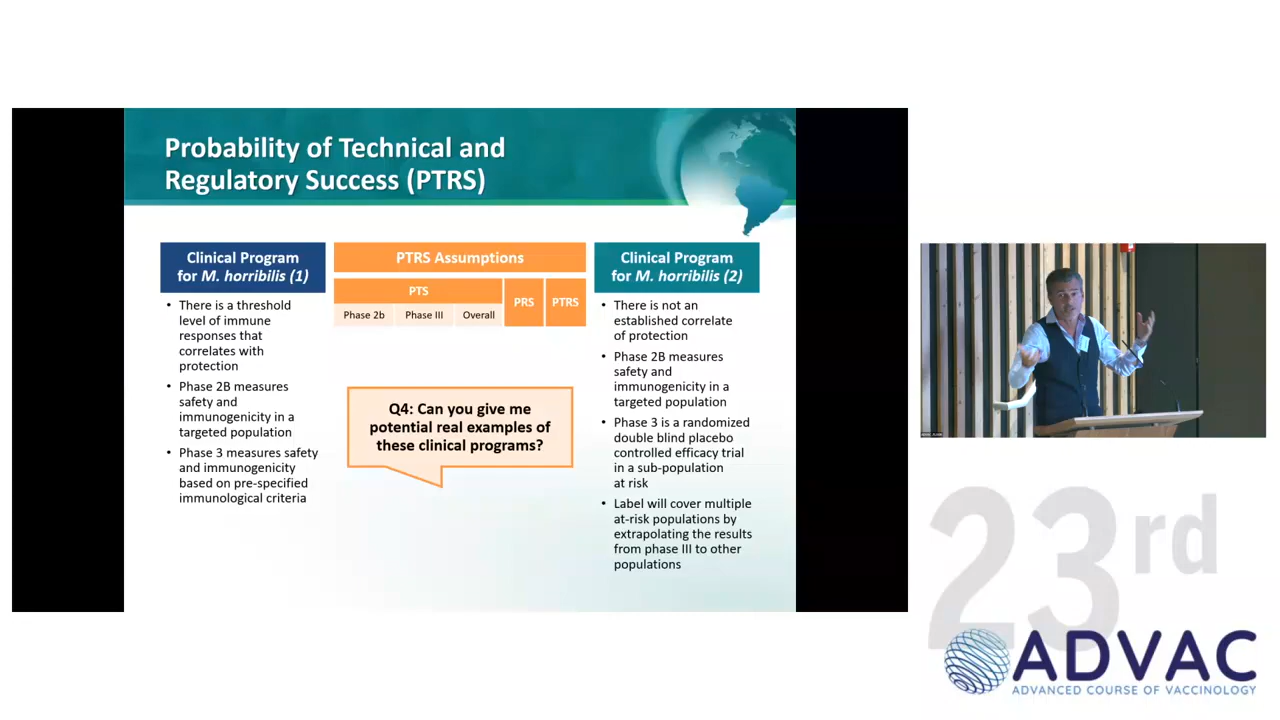 Probability of Technical and
Regulatory Success (PTRS)
Clinical Program
for M. horribilis (1)
• There is a threshold
level of immune
responses that
correlates with
protection
• Phase 2B measures
safety and
immunogenicity in a
targeted population
• Phase 3 measures safety
and immunogenicity
based on pre-specified
immunological criteria
PTRS Assumptions
PTS
PRS
PTRS
Phase 2b
Phase III
Overall
Q4: Can you give me
potential real examples of
these clinical programs?
Clinical Program
for M. horribilis (2)
• There is not an
established correlate
of protection
• Phase 2B measures
safety and
immunogenicity in a
targeted population
• Phase 3 is a randomized
double blind placebo
controlled efficacy trial
in a sub-population
at risk
• Label will cover multiple
at-risk populations by
extrapolating the results
from phase III to other
populations
23rd
ADVAC
ADVANCED COURSE OF VACCINOLOGY